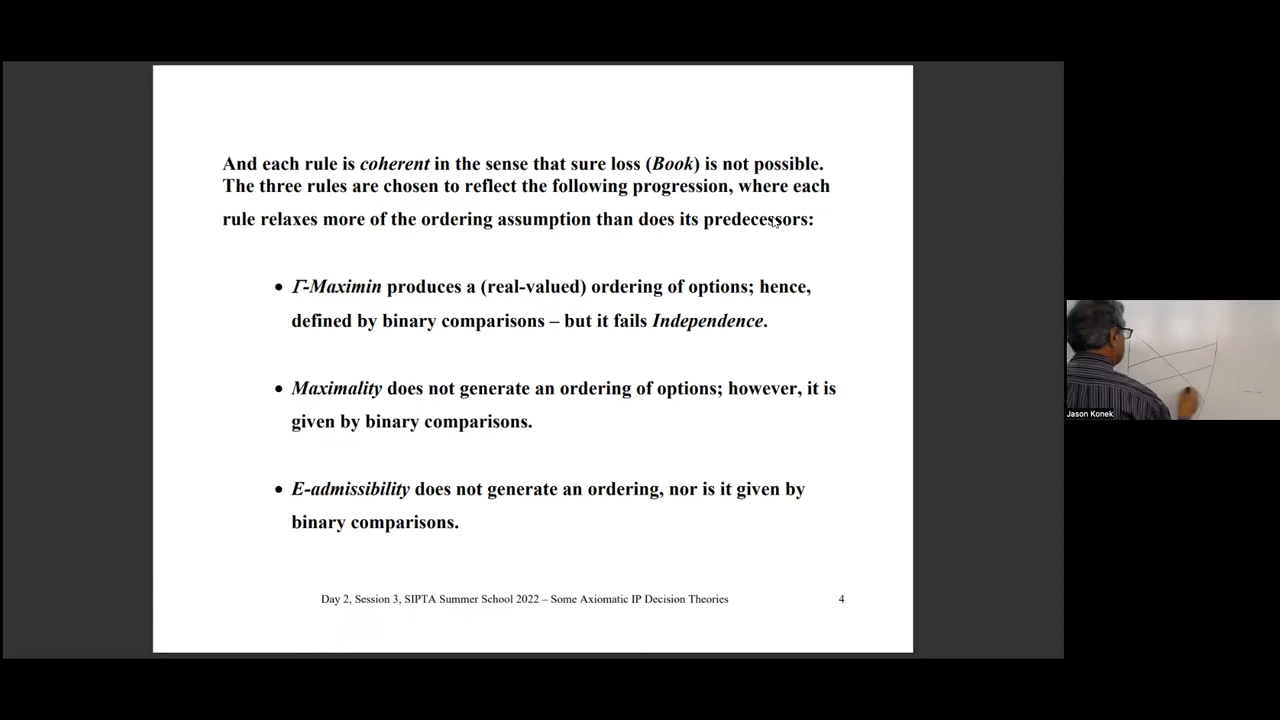 And each rule is coherent in the sense that sure loss (Book) is not possible.
The three rules are chosen to reflect the following progression, where each
rule relaxes more of the ordering assumption than does its predecessors:
• Γ-Maximin produces a (real-valued) ordering of options; hence,
defined by binary comparisons – but it fails Independence.
• Maximality does not generate an ordering of options; however, it is
given by binary comparisons.
• E-admissibility does not generate an ordering, nor is it given by
binary comparisons.
Day 2, Session 3, SIPTA Summer School 2022 – Some Axiomatic IP Decision Theories
4
Jason Konek